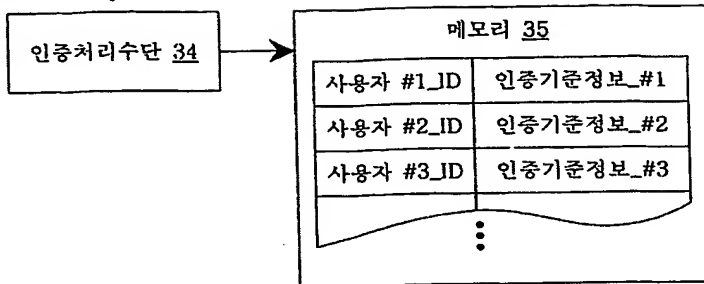 메모리 35
인증처리수단 34
사용자 #1_ID 인증기준정보_#1
사용자 #2_ID 인증기준정보_#2
사용자 #3_ID 인증기준정보_#3